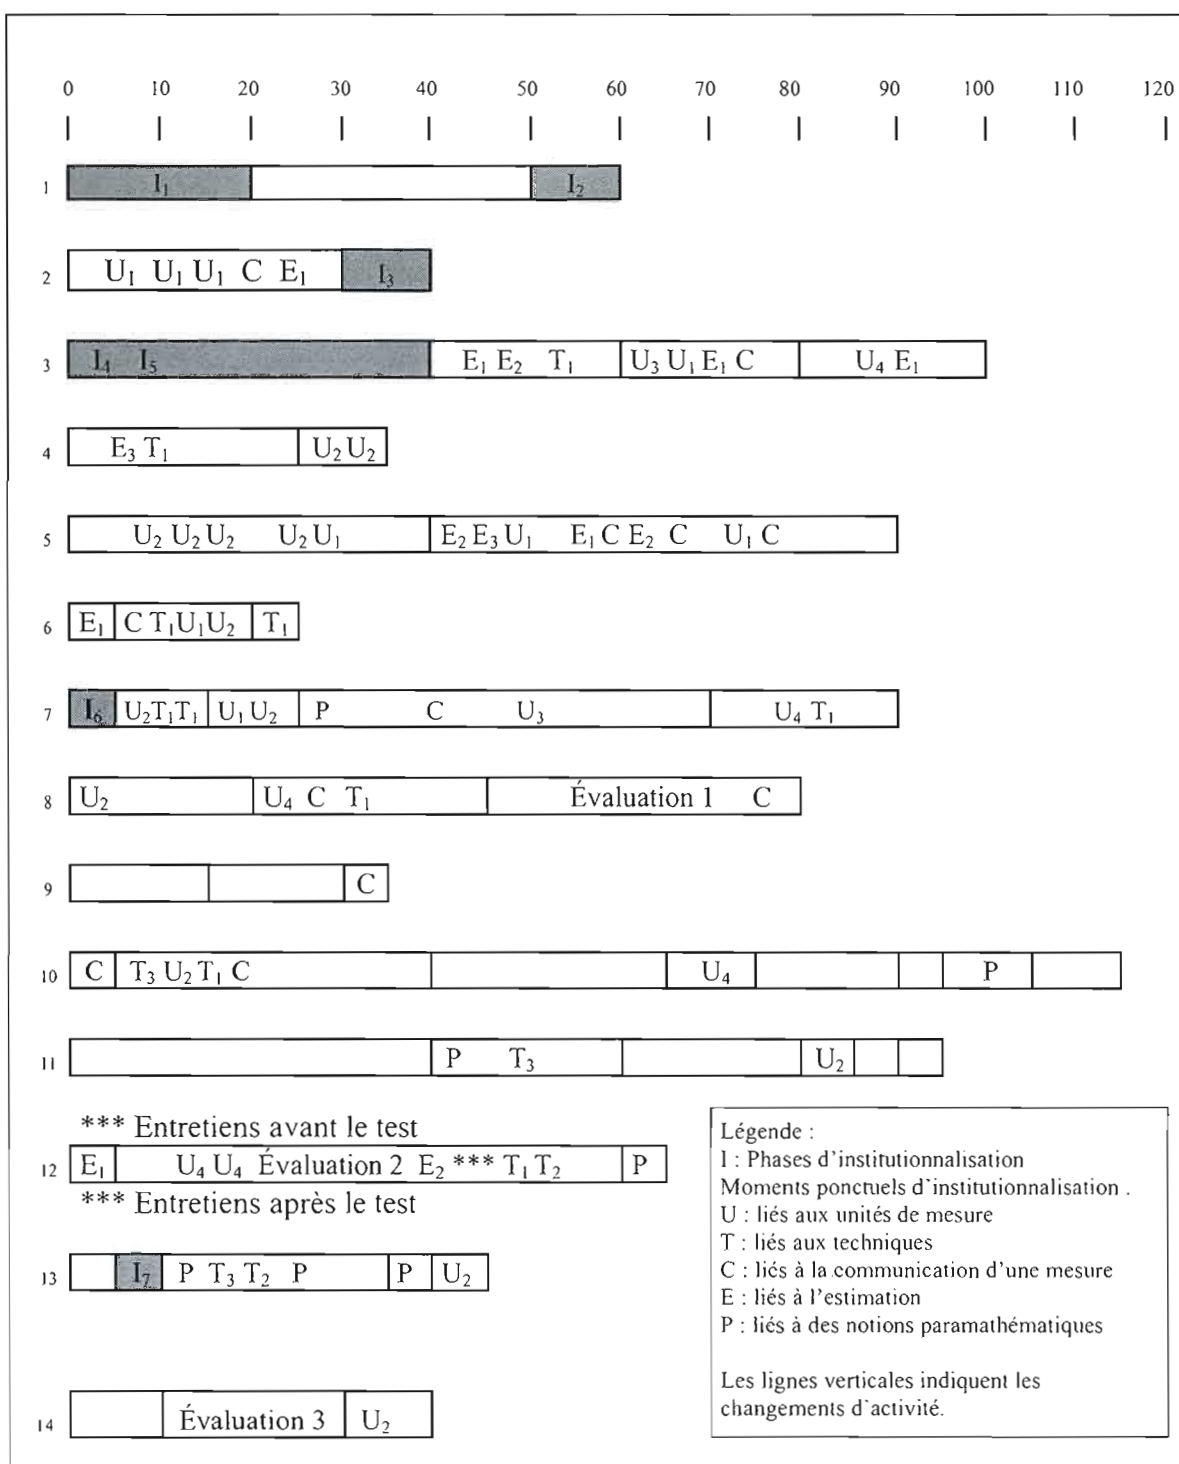 0 10 20 30 40 50 60 70 80 90 100 110 120
1 I₁ I₂
2 U₁ U₁ U₁ C E₁ I₃
3 I₄ I₅ E₁ E₂ T₁ U₃ U₁ E₁ C U₄ E₁
4 E₃ T₁ U₂ U₂
5 U₂ U₂ U₂ U₂ U₁ E₂ E₃ U₁ E₁ C E₂ C U₁ C
6 E₁ C T₁ U₁ U₂ T₁
7 I₆ U₂ T₁ T₁ U₁ U₂ P C U₃ U₄ T₁
8 U₂ U₄ C T₁ Évaluation 1 C
9 C
10 C T₃ U₂ T₁ C U₄ P
11 P T₃ U₂
*** Entretiens avant le test
12 E₁ U₄ U₄ Évaluation 2 E₂ *** T₁ T₂ P
*** Entretiens après le test
13 I₇ P T₃ T₂ P P U₂
14 Évaluation 3 U₂
Légende :
I : Phases d'institutionnalisation
Moments ponctuels d'institutionnalisation .
U : liés aux unités de mesure
T : liés aux techniques
C : liés à la communication d'une mesure
E : liés à l'estimation
P : liés à des notions paramathématiques
Les lignes verticales indiquent les
changements d'activité.